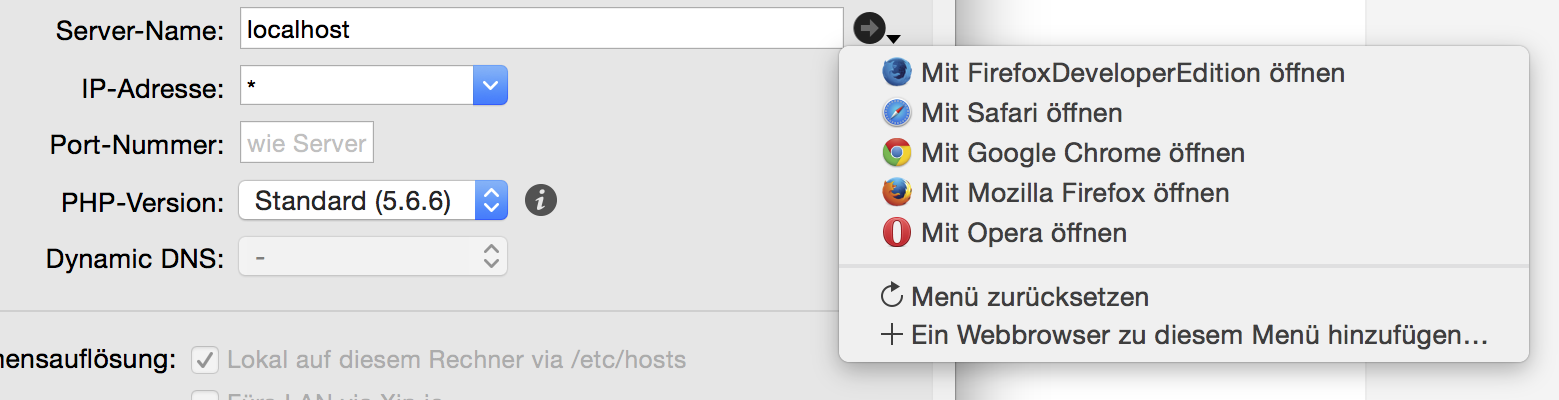 Server-Name: localhost
IP-Adresse: *
Port-Nummer: wie Server
PHP-Version: Standard (5.6.6)
Dynamic DNS: -
Mit FirefoxDeveloperEdition öffnen
Mit Safari öffnen
Mit Google Chrome öffnen
Mit Mozilla Firefox öffnen
Mit Opera öffnen
Menü zurücksetzen
Ein Webbrowser zu diesem Menü hinzufügen…
mensauflösung: Lokal auf diesem Rechner via /etc/hosts